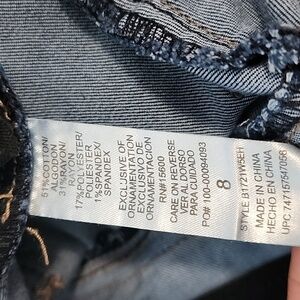 51% COTTON/
ALGODON
31% RAYON/
RAYON
17% POLYESTER/
POLIESTER
1% SPANDEX/
SPANDEX
EXCLUSIVE OF
ORNAMENTATION
EXCLUSIVO DE
ORNAMENTACION
RN#15600
CARE ON REVERSE
VER AL DORSO
PARA CUIDADO
PO# 100-00094093
8
STYLE 81721W5EH
MADE IN CHINA
HECHO EN CHINA